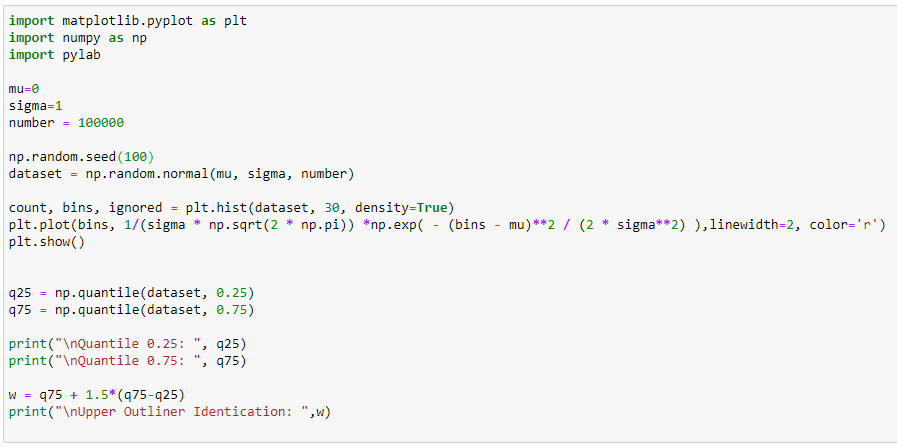 import matplotlib.pyplot as plt
import numpy as np
import pylab
mu=0
sigma=1
number = 100000
np.random.seed(100)
dataset = np.random.normal(mu, sigma, number)
count, bins, ignored = plt.hist(dataset, 30, density=True)
plt.plot(bins, 1/(sigma * np.sqrt(2 * np.pi)) *np.exp( - (bins - mu)**2 / (2 * sigma**2) ),linewidth=2, color='r')
plt.show()
q25 = np.quantile(dataset, 0.25)
q75 = np.quantile(dataset, 0.75)
print("\nQuantile 0.25: ", q25)
print("\nQuantile 0.75: ", q75)
w = q75 + 1.5*(q75-q25)
print("\nUpper Outliner Identication: ",w)